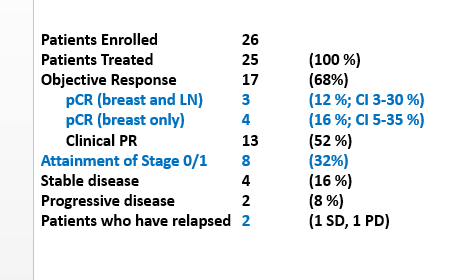 Patients Enrolled 26
Patients Treated 25 (100 %)
Objective Response 17 (68%)
pCR (breast and LN) 3 (12 %; CI 3-30 %)
pCR (breast only) 4 (16 %; CI 5-35 %)
Clinical PR 13 (52 %)
Attainment of Stage 0/1 8 (32%)
Stable disease 4 (16 %)
Progressive disease 2 (8 %)
Patients who have relapsed 2 (1 SD, 1 PD)